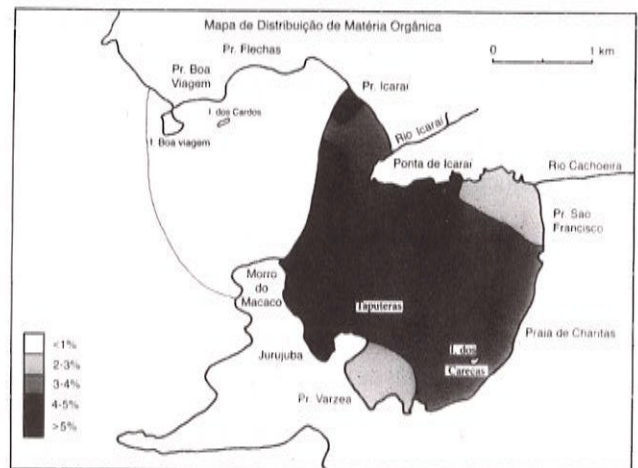 Mapa de Distribuição de Matéria Orgânica
Pr. Flechas
0 1 km
Pr. Boa
Viagem
Pr. Icaraí
I. dos Cardos
I. Boa viagem
Rio Icaraí
Ponta de Icaraí
Rio Cachoeira
Pr. Sao
Francisco
Morro
do
Macaco
Taputeras
Praia de Charitas
Jurujuba
I. dos
Carecas
Pr. Varzea
<1%
2-3%
3-4%
4-5%
>5%